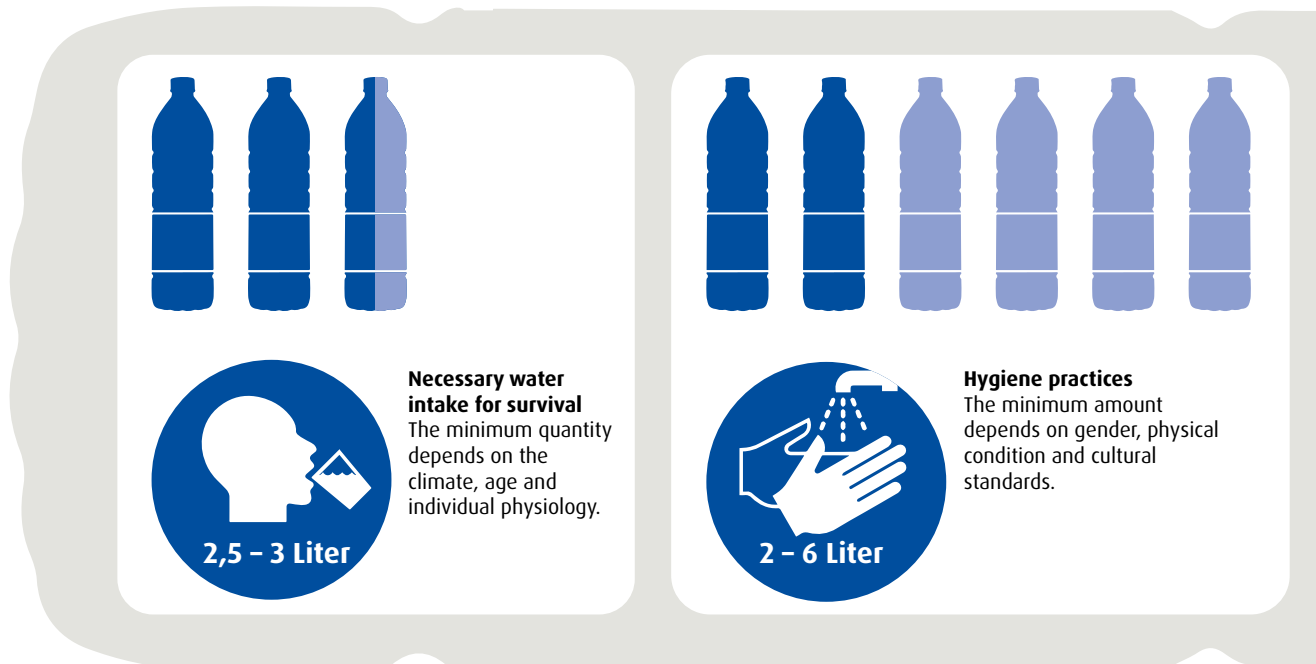 Necessary water
intake for survival
The minimum quantity
depends on the
climate, age and
individual physiology.
2,5 – 3 Liter
Hygiene practices
The minimum amount
depends on gender, physical
condition and cultural
standards.
2 – 6 Liter